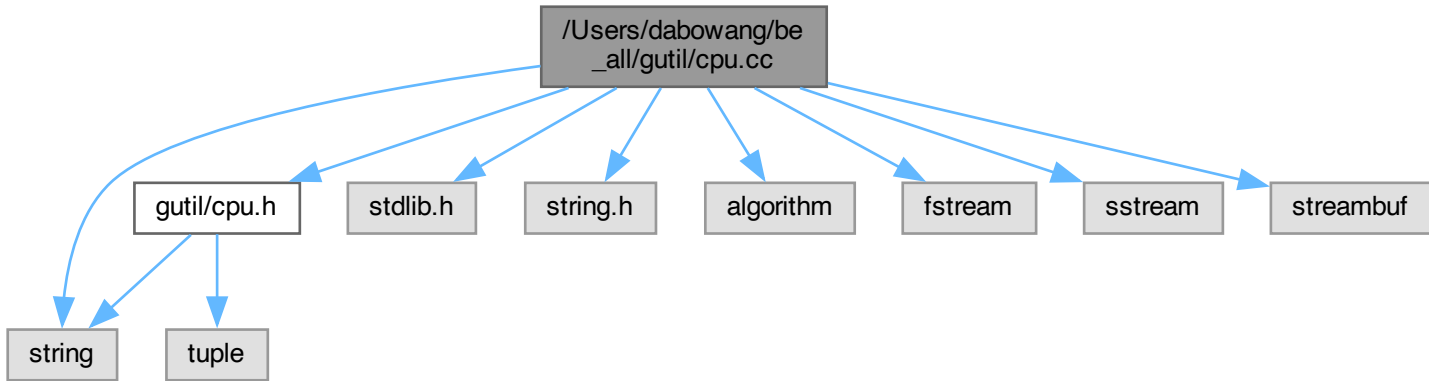 /Users/dabowang/be
_all/gutil/cpu.cc
gutil/cpu.h
stdlib.h
string.h
algorithm
fstream
sstream
streambuf
string
tuple